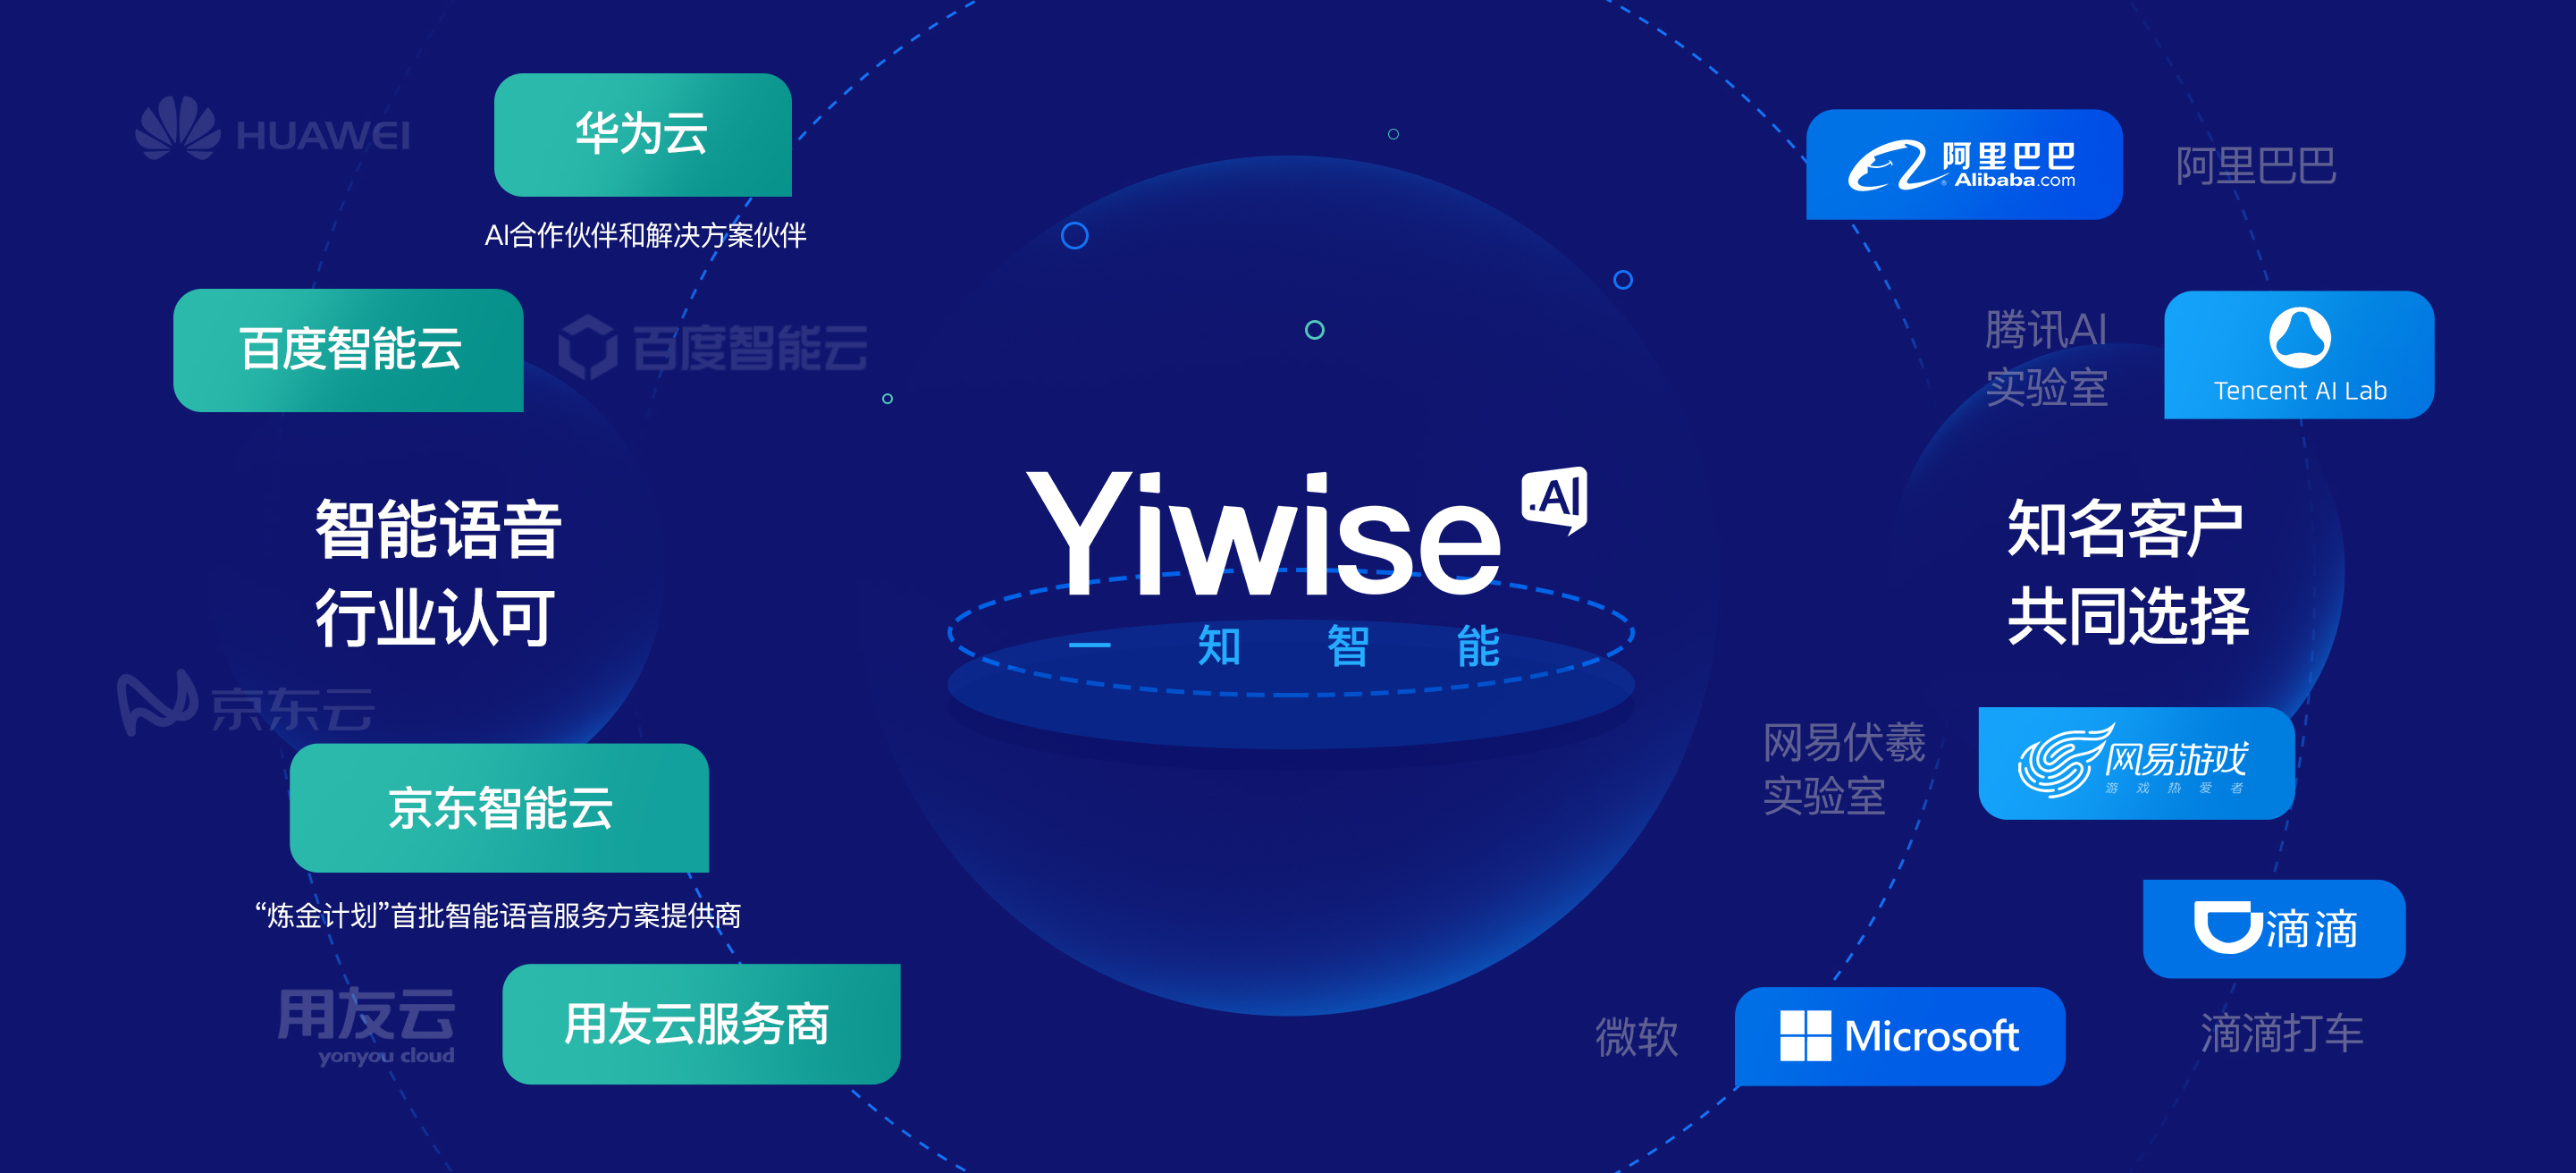 HUAWEI
华为云
AI合作伙伴和解决方案伙伴
百度智能云
百度智能云
智能语音
行业认可
京东云
京东智能云
“炼金计划”首批智能语音服务方案提供商
用友云
yonyou cloud
用友云服务商
Yiwise
.AI
一知智能
阿里巴巴
Alibaba.com
阿里巴巴
腾讯AI
实验室
Tencent AI Lab
知名客户
共同选择
网易伏羲
实验室
网易游戏
游戏热爱者
滴滴
滴滴打车
微软
Microsoft